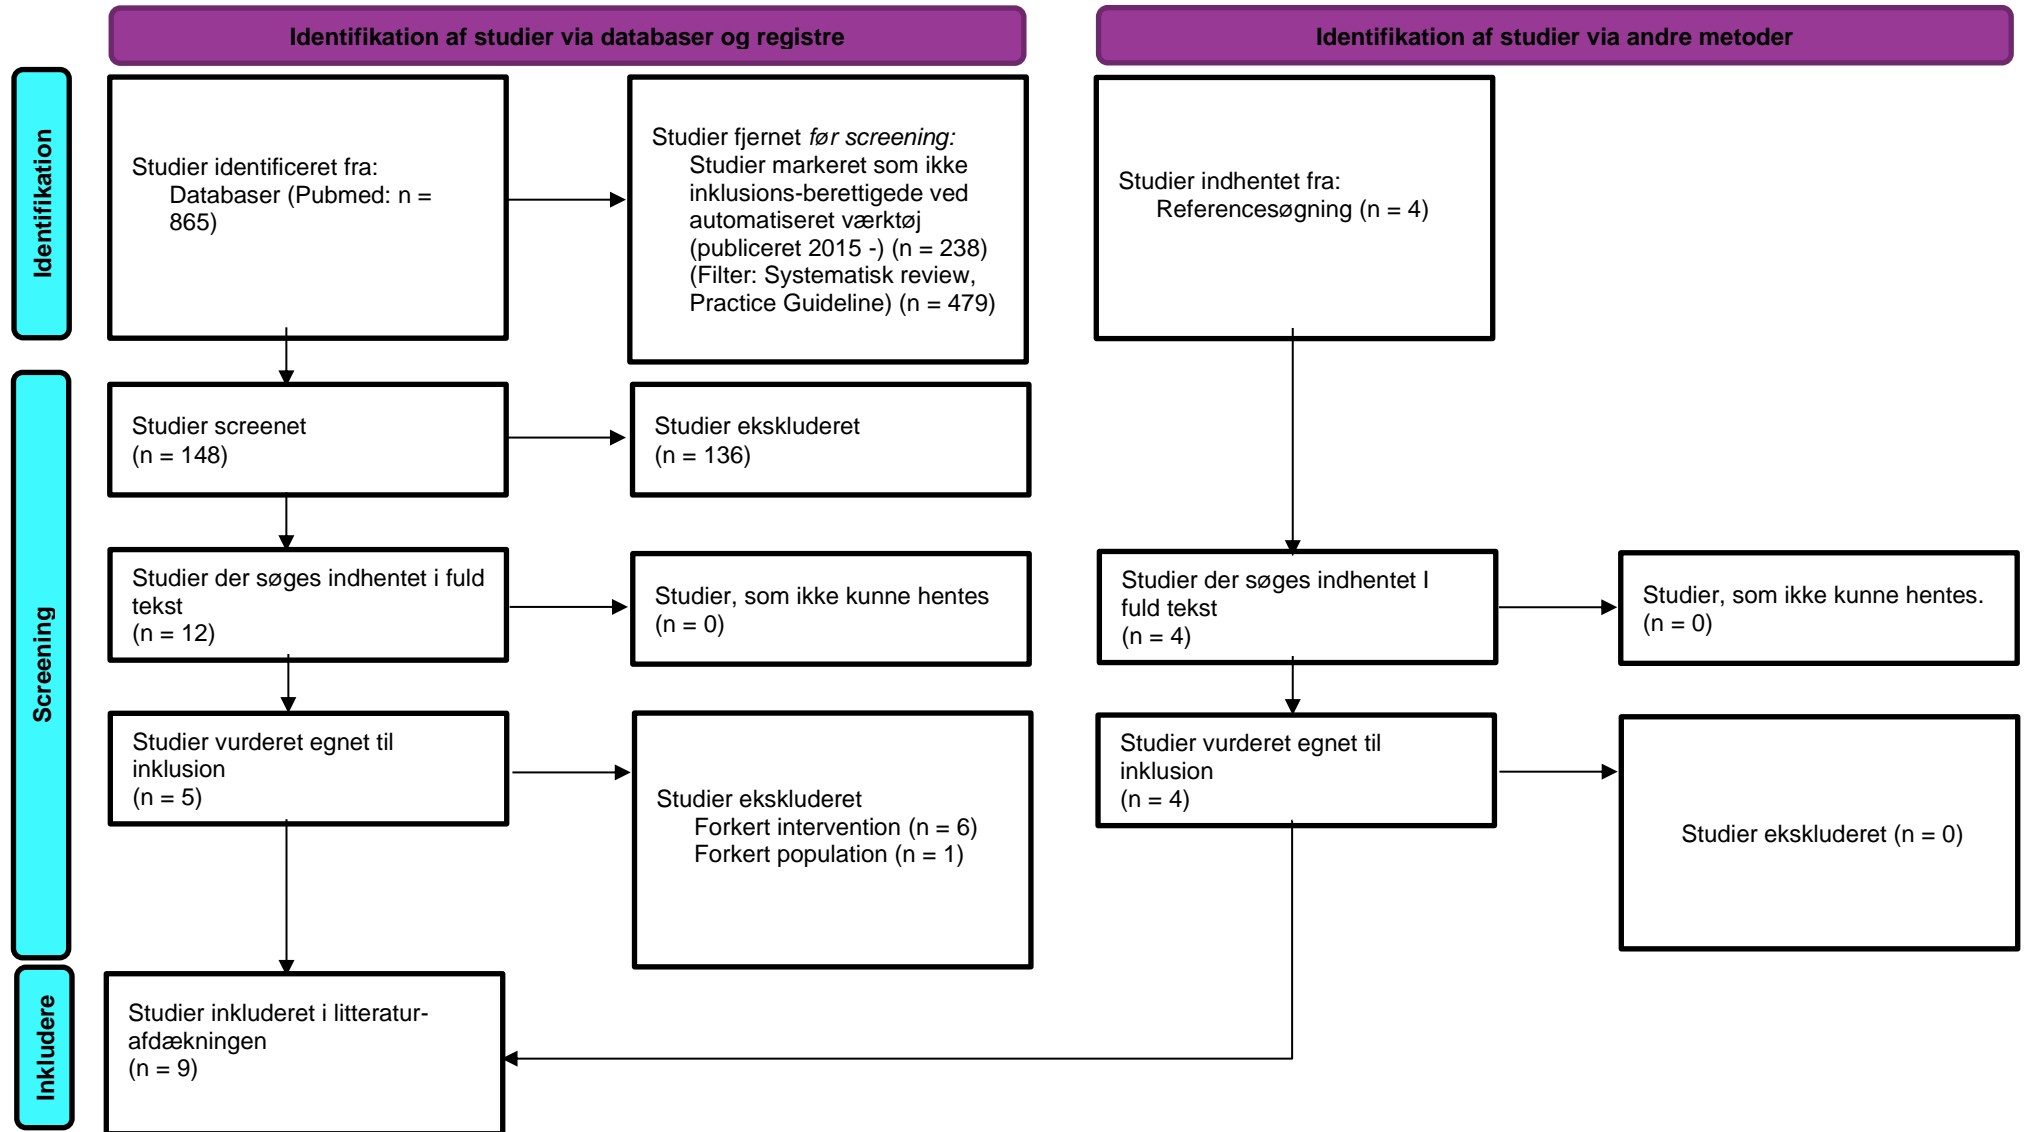 Identifikation af studier via databaser og registre
Identifikation af studier via andre metoder
Identifikation
Studier identificeret fra:
Databaser (Pubmed: n =
865)
Studier fjernet før screening:
Studier markeret som ikke
inklusions-berettigede ved
automatiseret værktøj
(publiceret 2015 -) (n = 238)
(Filter: Systematisk review,
Practice Guideline) (n = 479)
Studier indhentet fra:
Referencesøgning (n = 4)
Screening
Studier screenet
(n = 148)
Studier ekskluderet
(n = 136)
Studier der søges indhentet i fuld
tekst
(n = 12)
Studier, som ikke kunne hentes
(n = 0)
Studier der søges indhentet I
fuld tekst
(n = 4)
Studier, som ikke kunne hentes.
(n = 0)
Studier vurderet egnet til
inklusion
(n = 5)
Studier ekskluderet
Forkert intervention (n = 6)
Forkert population (n = 1)
Studier vurderet egnet til
inklusion
(n = 4)
Studier ekskluderet (n = 0)
Inkludere
Studier inkluderet i litteratur-
afdækningen
(n = 9)